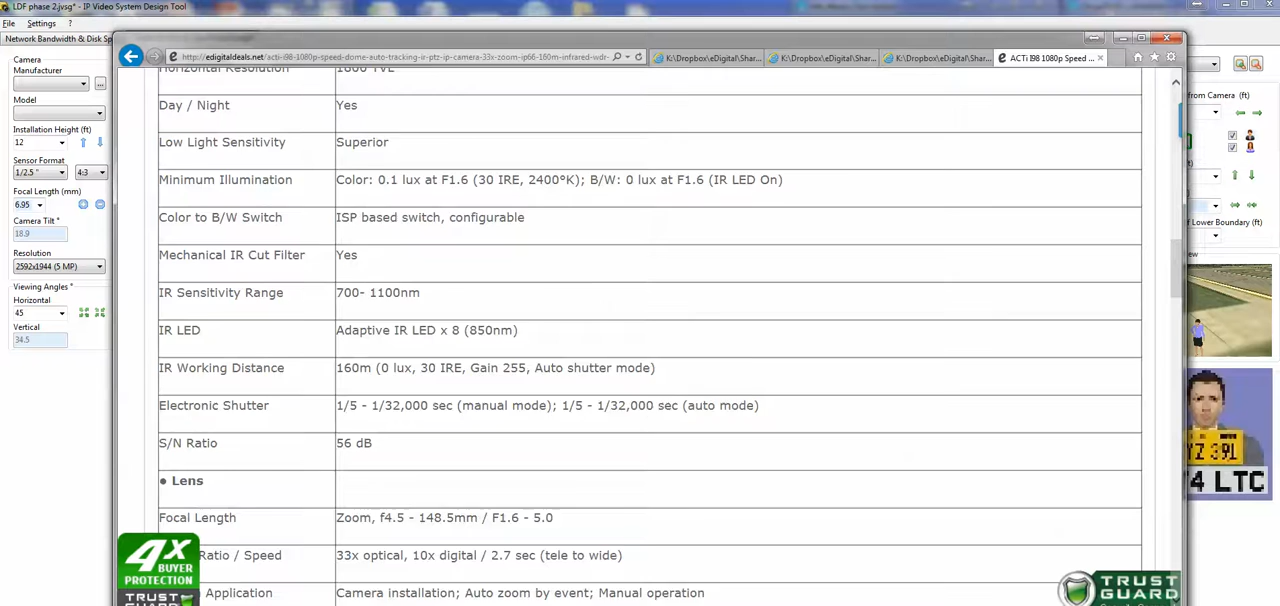 LDF phase 2.jvsg* - IP Video System Design Tool
File Settings ?
Network Bandwidth & Disk Sp
Camera
Manufacturer
Model
Installation Height (ft)
12
Sensor Format
1/2.5 " 4:3
Focal Length (mm)
6.95
Camera Tilt °
18.9
Resolution
2592x1944 (5 MP)
Viewing Angles °
Horizontal
45
Vertical
34.5
http://edigitaldeals.net/acti-i98-1080p-speed-dome-auto-tracking-ir-ptz-ip-camera-33x-zoom-ip66-160m-infrared-wdr-
K:\Dropbox\eDigital\Shar... K:\Dropbox\eDigital\Shar... K:\Dropbox\eDigital\Shar... ACTi I98 1080p Speed ...
Horizontal Resolution
Day / Night Yes
Low Light Sensitivity Superior
Minimum Illumination Color: 0.1 lux at F1.6 (30 IRE, 2400°K); B/W: 0 lux at F1.6 (IR LED On)
Color to B/W Switch ISP based switch, configurable
Mechanical IR Cut Filter Yes
IR Sensitivity Range 700- 1100nm
IR LED Adaptive IR LED x 8 (850nm)
IR Working Distance 160m (0 lux, 30 IRE, Gain 255, Auto shutter mode)
Electronic Shutter 1/5 - 1/32,000 sec (manual mode); 1/5 - 1/32,000 sec (auto mode)
S/N Ratio 56 dB
● Lens
Focal Length Zoom, f4.5 - 148.5mm / F1.6 - 5.0
Ratio / Speed 33x optical, 10x digital / 2.7 sec (tele to wide)
Application Camera installation; Auto zoom by event; Manual operation
4X
BUYER
PROTECTION
TRUST
TRUST
GUARD
from Camera (ft)
of Lower Boundary (ft)
YZ 39L
4 LTC